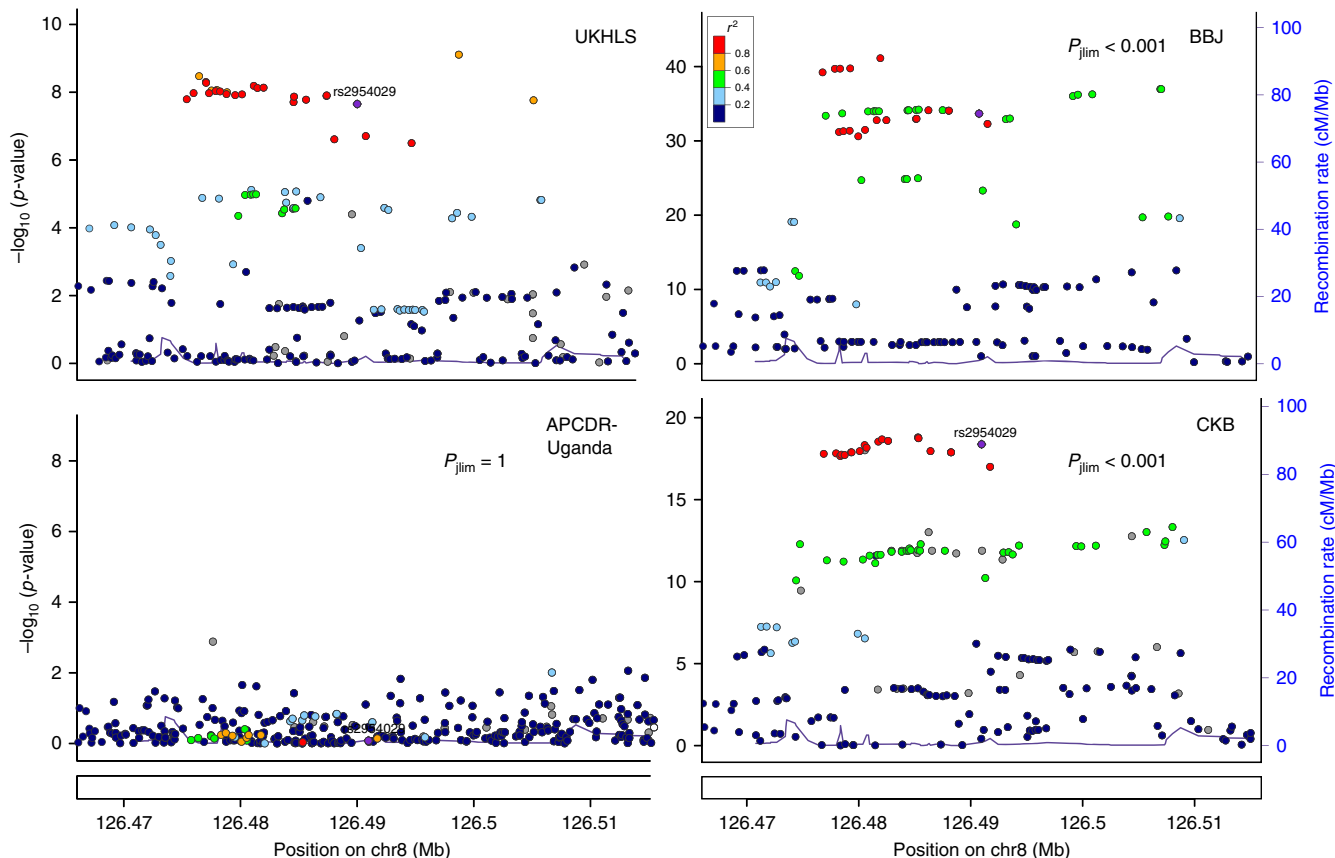 10
8
6
4
2
0
−log₁₀ (p-value)
UKHLS
rs2954029
r²
0.8
0.6
0.4
0.2
Pjlim < 0.001
BBJ
40
30
20
10
0
100
80
60
40
20
0
Recombination rate (cM/Mb)
8
6
4
2
0
−log₁₀ (p-value)
APCDR-
Uganda
Pjlim = 1
rs2954029
20
15
10
5
0
CKB
rs2954029
Pjlim < 0.001
100
80
60
40
20
0
Recombination rate (cM/Mb)
126.47 126.48 126.49 126.5 126.51
Position on chr8 (Mb)
126.47 126.48 126.49 126.5 126.51
Position on chr8 (Mb)